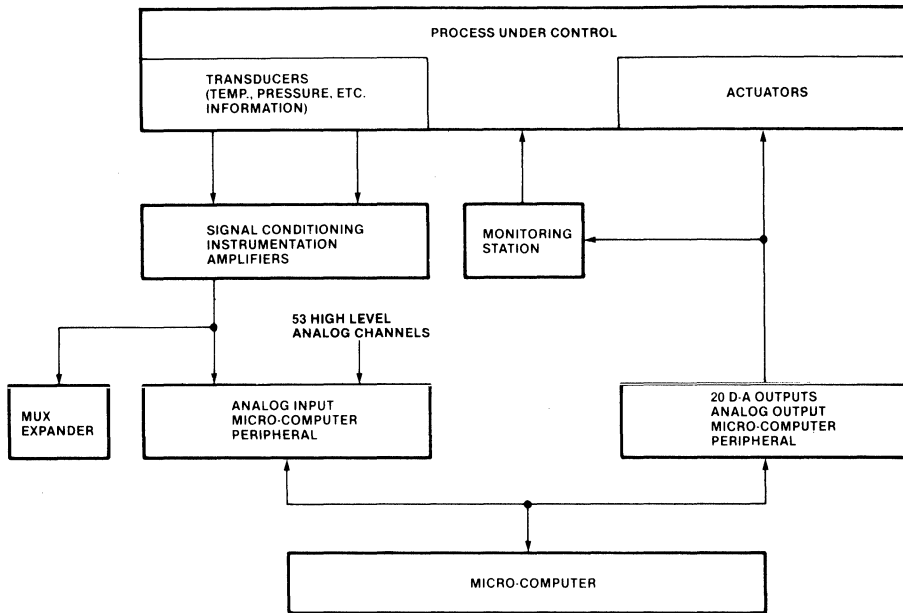 PROCESS UNDER CONTROL
TRANSDUCERS
(TEMP., PRESSURE, ETC.
INFORMATION)
ACTUATORS
SIGNAL CONDITIONING
INSTRUMENTATION
AMPLIFIERS
MONITORING
STATION
53 HIGH LEVEL
ANALOG CHANNELS
MUX
EXPANDER
ANALOG INPUT
MICRO-COMPUTER
PERIPHERAL
20 D-A OUTPUTS
ANALOG OUTPUT
MICRO-COMPUTER
PERIPHERAL
MICRO-COMPUTER